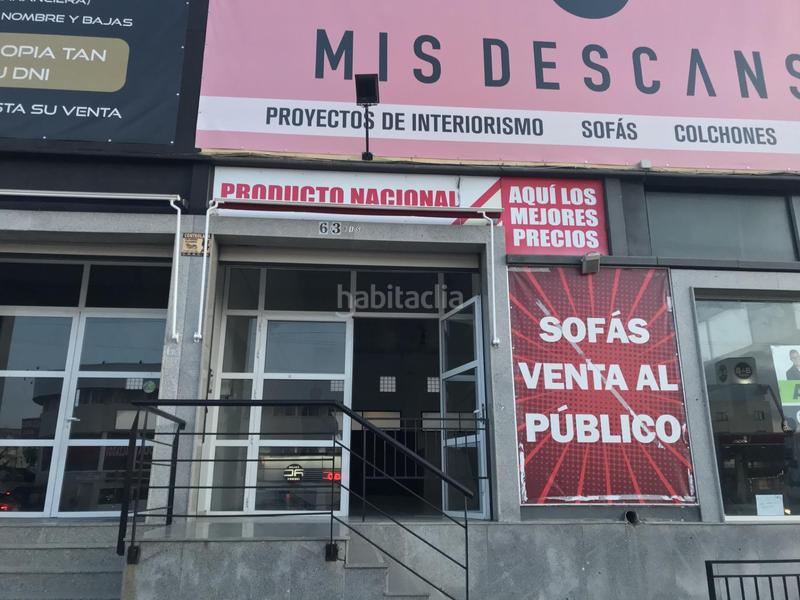 NOMBRE Y BAJAS
OPIA TAN
U DNI
STA SU VENTA
MIS DESCANS
PROYECTOS DE INTERIORISMO SOFÁS COLCHONES
PRODUCTO NACIONAL
AQUÍ LOS
MEJORES
PRECIOS
63
habitaclia
SOFÁS
VENTA AL
PÚBLICO